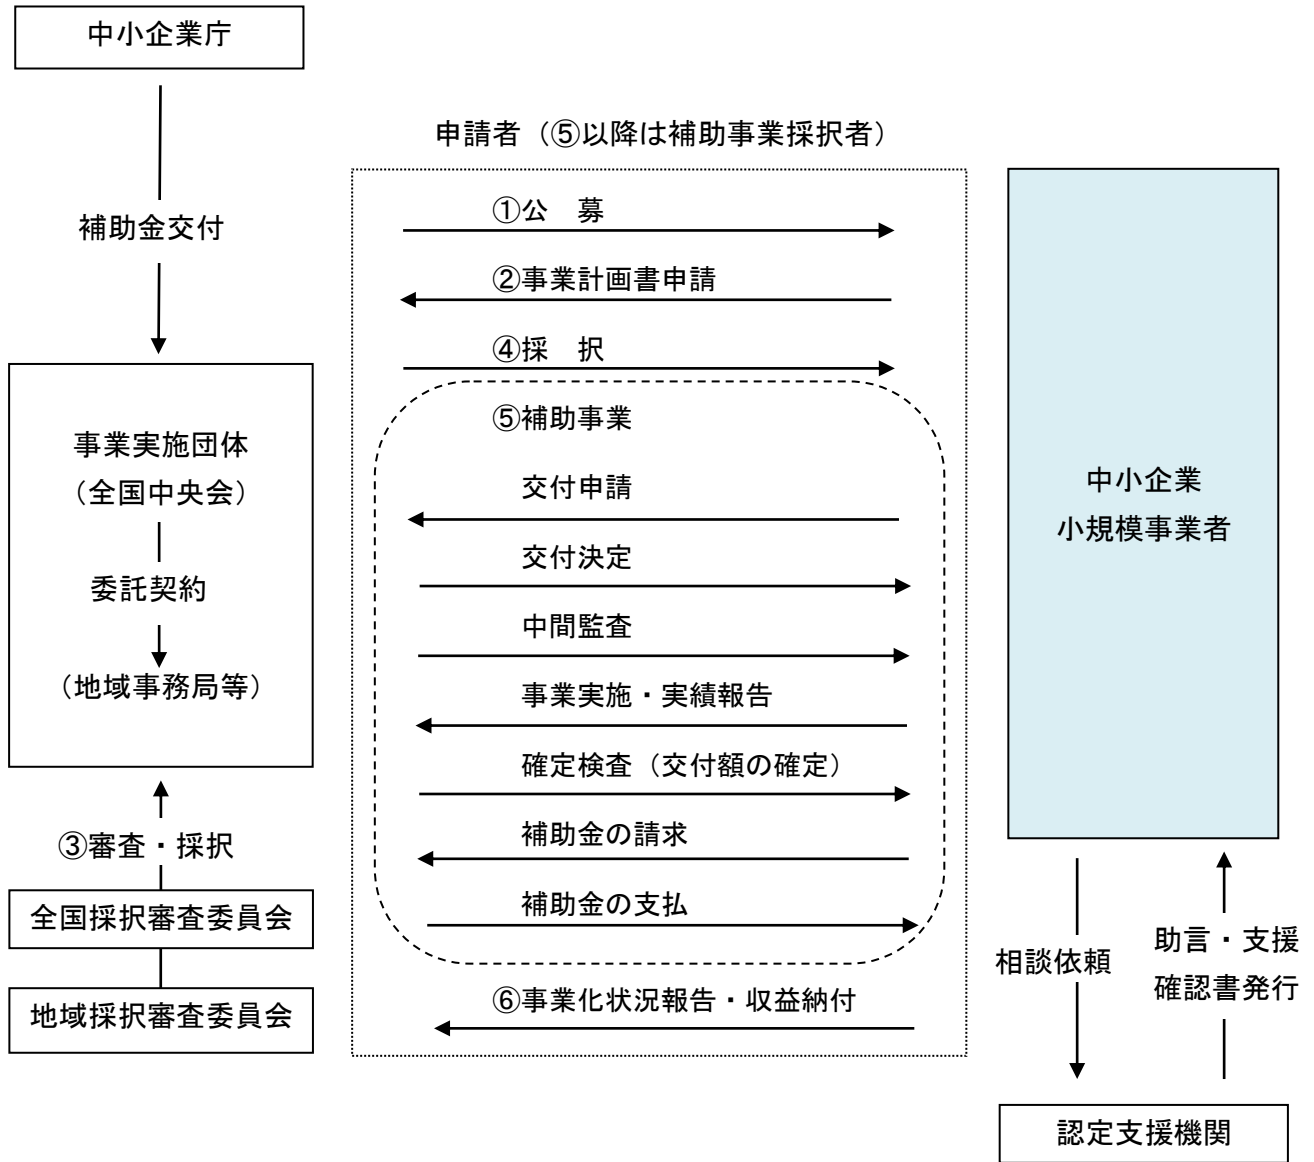 中小企業庁
補助金交付
事業実施団体
（全国中央会）
委託契約
（地域事務局等）
③審査・採択
全国採択審査委員会
地域採択審査委員会
申請者（⑤以降は補助事業採択者）
①公　募
②事業計画書申請
④採　択
⑤補助事業
交付申請
交付決定
中間監査
事業実施・実績報告
確定検査（交付額の確定）
補助金の請求
補助金の支払
⑥事業化状況報告・収益納付
中小企業
小規模事業者
相談依頼
助言・支援
確認書発行
認定支援機関